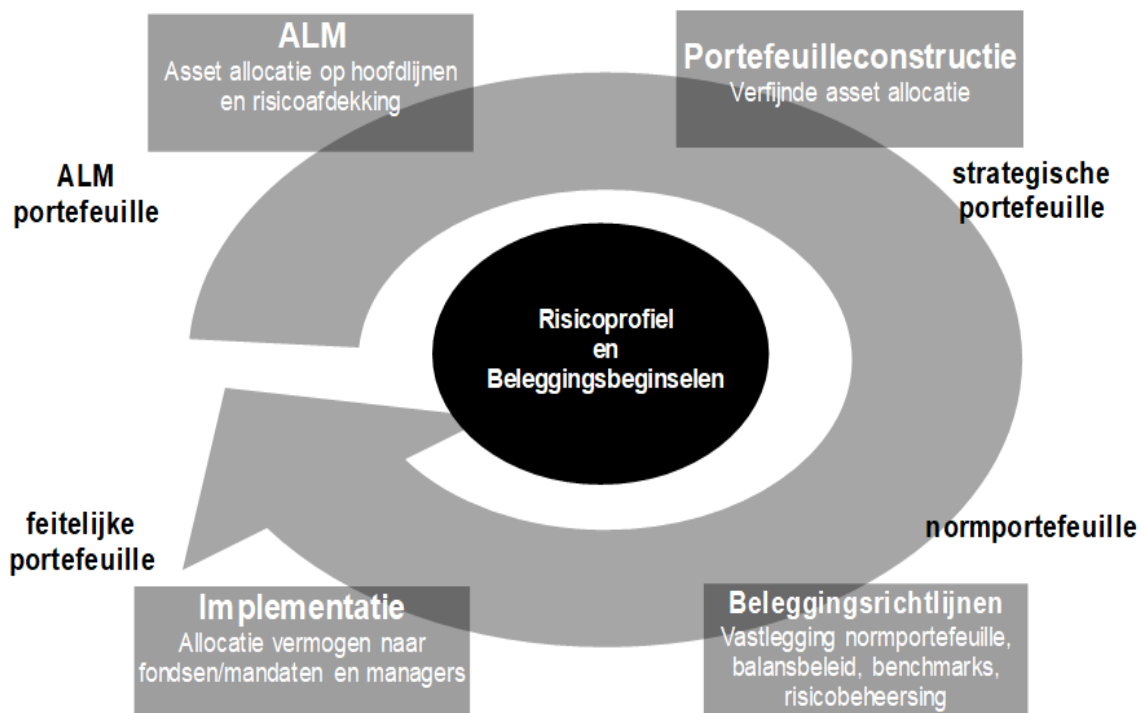 ALM
Asset allocatie op hoofdlijnen
en risicoafdekking
Portefeuilleconstructie
Verfijnde asset allocatie
ALM
portefeuille
strategische
portefeuille
Risicoprofiel
en
Beleggingsbeginselen
feitelijke
portefeuille
normportefeuille
Implementatie
Allocatie vermogen naar
fondsen/mandaten en managers
Beleggingsrichtlijnen
Vastlegging normportefeuille,
balansbeleid, benchmarks,
risicobeheersing